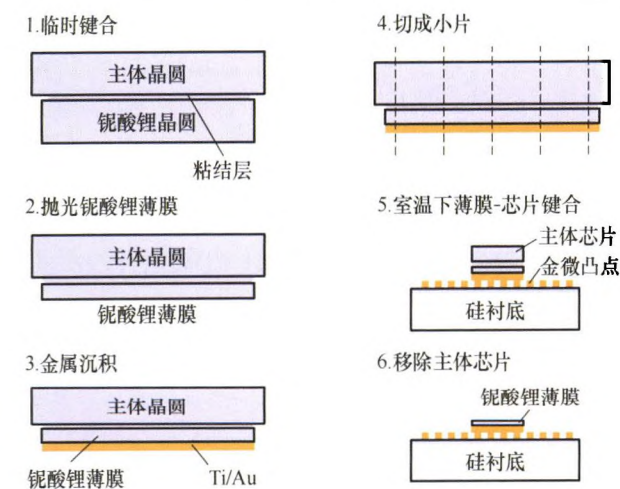 1.临时键合
主体晶圆
铌酸锂晶圆
粘结层
2.抛光铌酸锂薄膜
主体晶圆
铌酸锂薄膜
3.金属沉积
主体晶圆
铌酸锂薄膜
Ti/Au
4.切成小片
5.室温下薄膜-芯片键合
主体芯片
金微凸点
硅衬底
6.移除主体芯片
铌酸锂薄膜
硅衬底